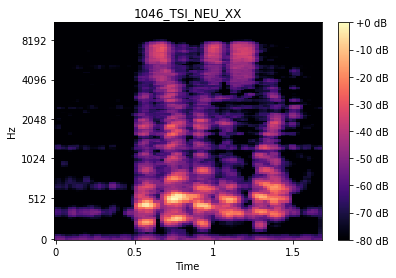 1046_TSI_NEU_XX
+0 dB
8192
-10 dB
4096
-20 dB
-30 dB
2048
Hz
-40 dB
1024
-50 dB
512
-60 dB
-70 dB
0
-80 dB
0 0.5 1 1.5
Time